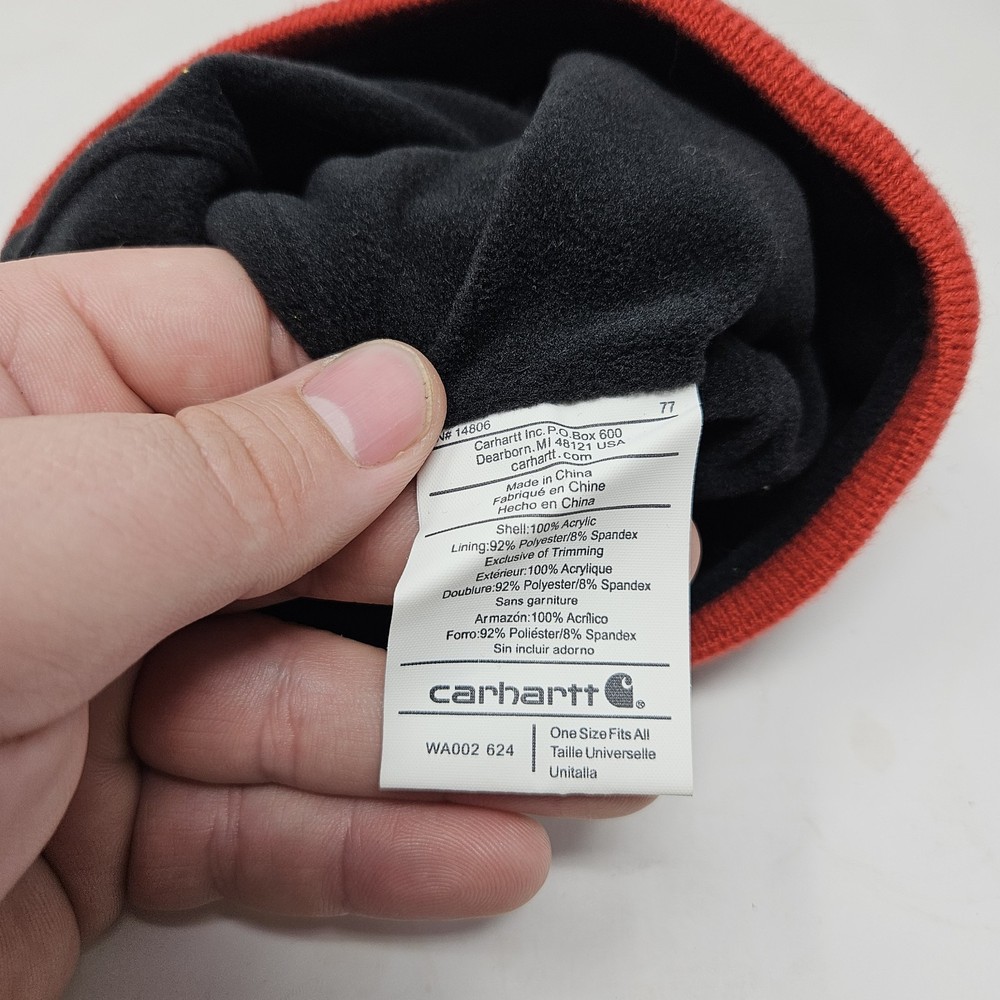 N# 14806 77
Carhartt Inc. P.O.Box 600
Dearborn, MI 48121 USA
carhartt.com
Made in China
Fabriqué en Chine
Hecho en China
Shell:100% Acrylic
Lining:92% Polyester/8% Spandex
Exclusive of Trimming
Extérieur:100% Acrylique
Doublure:92% Polyester/8% Spandex
Sans garniture
Armazón:100% Acrílico
Forro:92% Poliéster/8% Spandex
Sin incluir adorno
carhartt ®
WA002 624
One Size Fits All
Taille Universelle
Unitalla